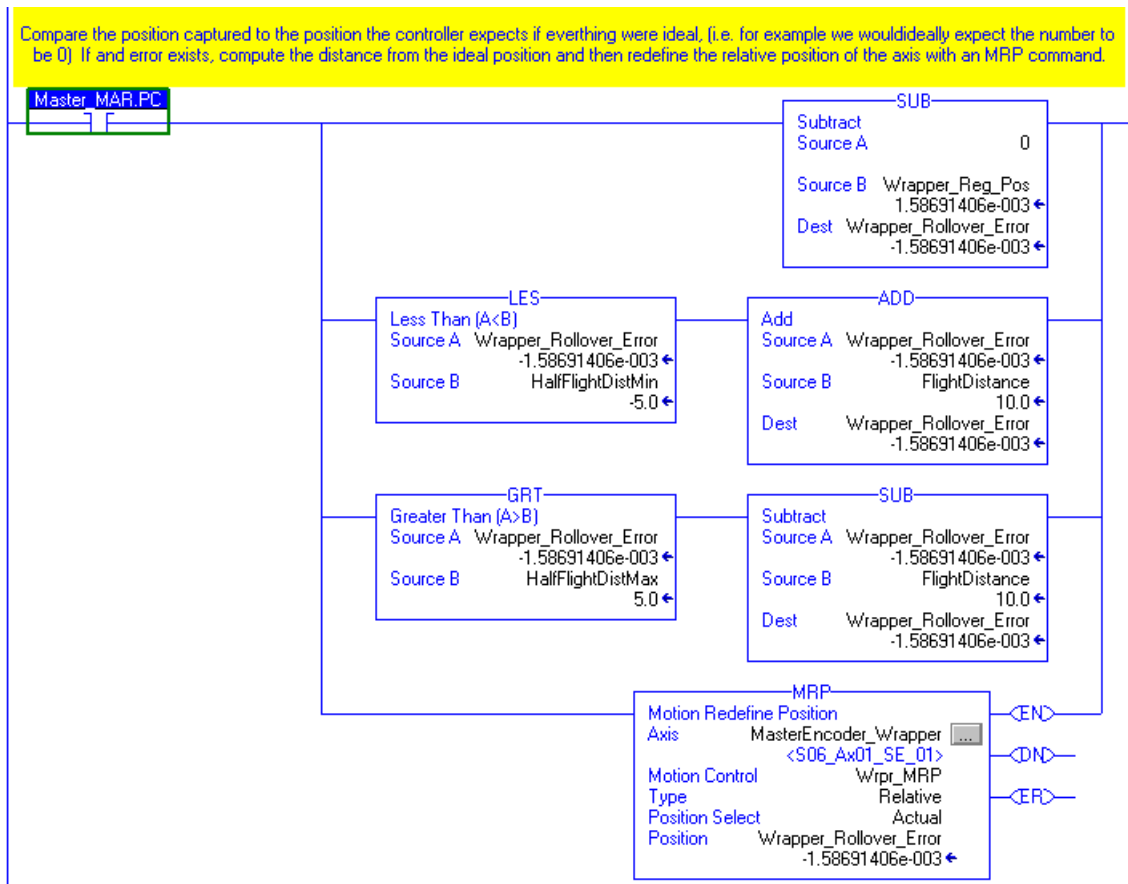 Compare the position captured to the position the controller expects if everthing were ideal, (i.e. for example we wouldideally expect the number to
be 0) If and error exists, compute the distance from the ideal position and then redefine the relative position of the axis with an MRP command.
Master_MAR.PC
SUB
Subtract
Source A 0
Source B Wrapper_Reg_Pos
1.58691406e-003
Dest Wrapper_Rollover_Error
-1.58691406e-003
LES
Less Than (A<B)
Source A Wrapper_Rollover_Error
-1.58691406e-003
Source B HalfFlightDistMin
-5.0
ADD
Add
Source A Wrapper_Rollover_Error
-1.58691406e-003
Source B FlightDistance
10.0
Dest Wrapper_Rollover_Error
-1.58691406e-003
GRT
Greater Than (A>B)
Source A Wrapper_Rollover_Error
-1.58691406e-003
Source B HalfFlightDistMax
5.0
SUB
Subtract
Source A Wrapper_Rollover_Error
-1.58691406e-003
Source B FlightDistance
10.0
Dest Wrapper_Rollover_Error
-1.58691406e-003
MRP
Motion Redefine Position
Axis MasterEncoder_Wrapper ...
<S06_Ax01_SE_01>
Motion Control Wrpr_MRP
Type Relative
Position Select Actual
Position Wrapper_Rollover_Error
-1.58691406e-003
EN
DN
ER